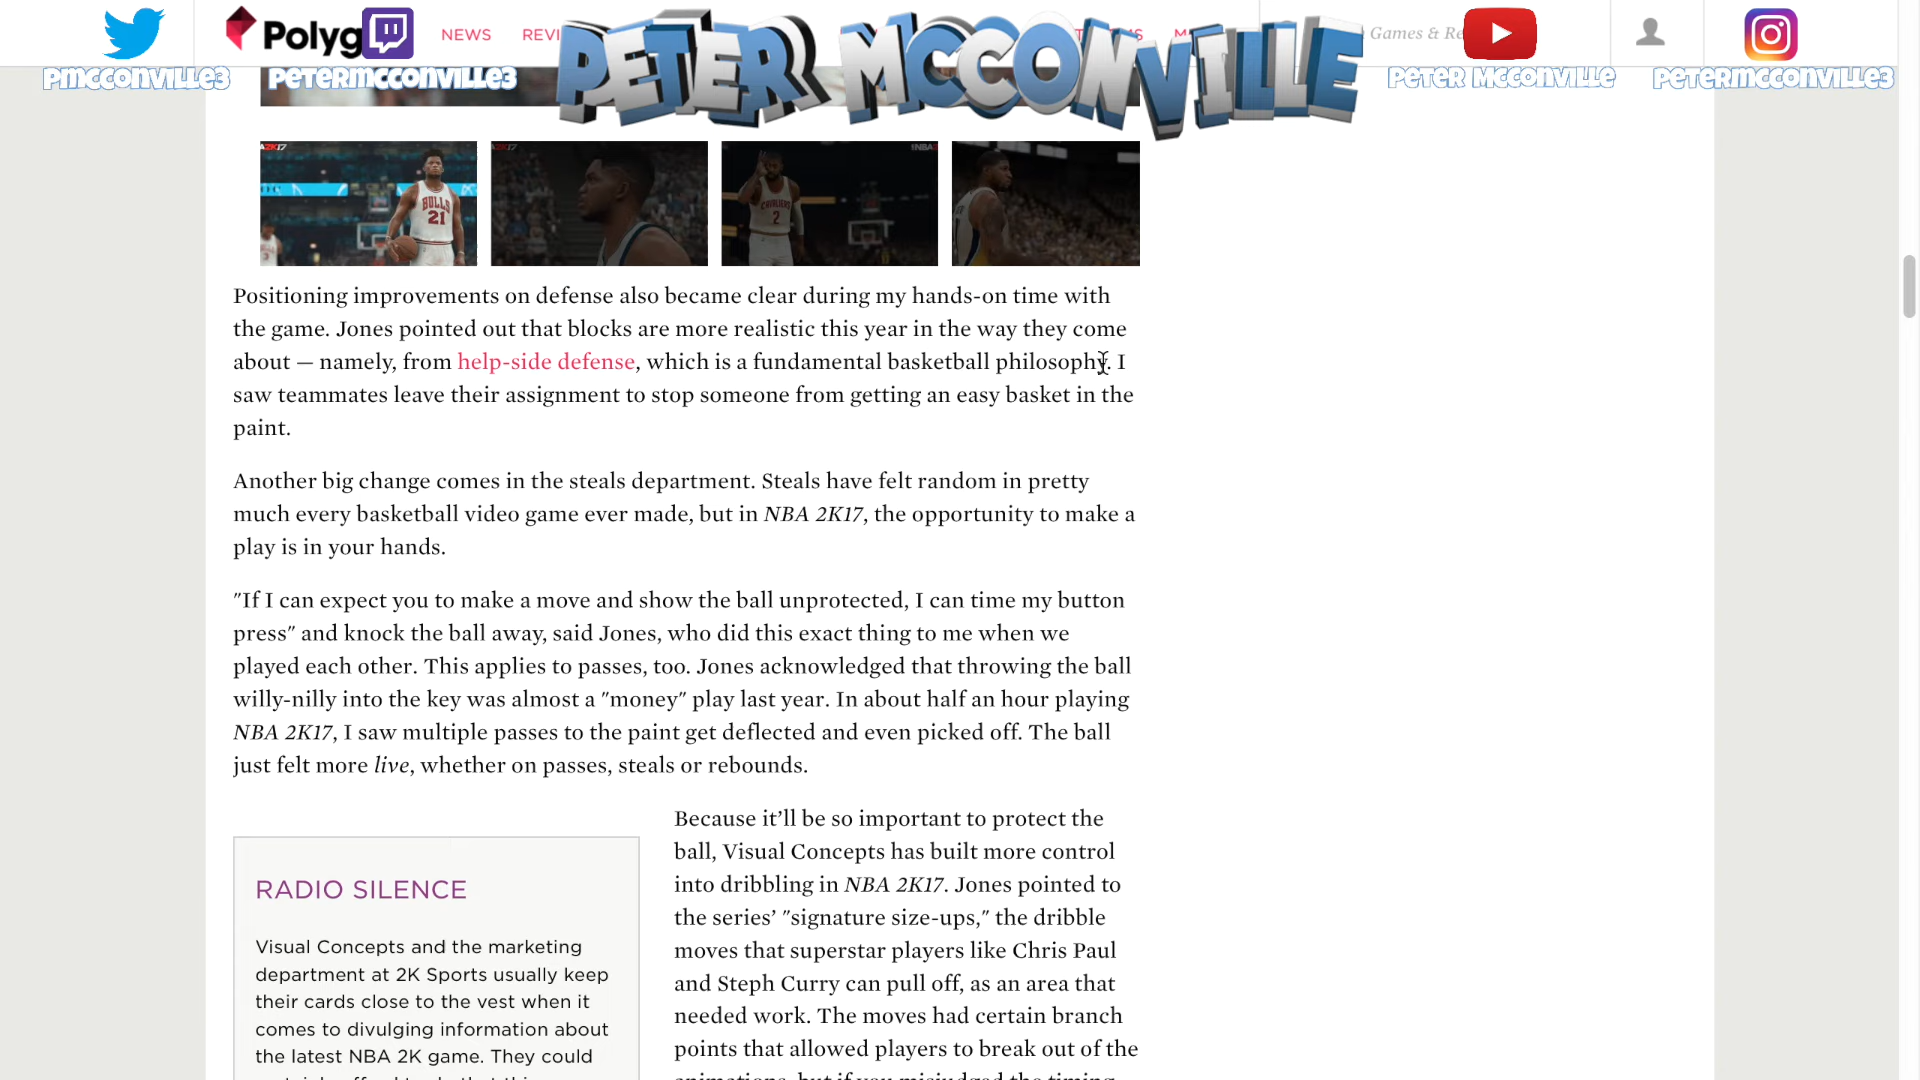 Polyg
NEWS
REVI
PETER MCCONVILLE
Games & Re
PMCCONVILLE3
PETERMCCONVILLE3
PETER MCCONVILLE
PETERMCCONVILLE3
2K17
BULLS
21
CAVALIERS
2
Positioning improvements on defense also became clear during my hands-on time with
the game. Jones pointed out that blocks are more realistic this year in the way they come
about — namely, from help-side defense, which is a fundamental basketball philosophy. I
saw teammates leave their assignment to stop someone from getting an easy basket in the
paint.
Another big change comes in the steals department. Steals have felt random in pretty
much every basketball video game ever made, but in NBA 2K17, the opportunity to make a
play is in your hands.
"If I can expect you to make a move and show the ball unprotected, I can time my button
press" and knock the ball away, said Jones, who did this exact thing to me when we
played each other. This applies to passes, too. Jones acknowledged that throwing the ball
willy-nilly into the key was almost a "money" play last year. In about half an hour playing
NBA 2K17, I saw multiple passes to the paint get deflected and even picked off. The ball
just felt more live, whether on passes, steals or rebounds.
RADIO SILENCE
Visual Concepts and the marketing
department at 2K Sports usually keep
their cards close to the vest when it
comes to divulging information about
the latest NBA 2K game. They could
Because it'll be so important to protect the
ball, Visual Concepts has built more control
into dribbling in NBA 2K17. Jones pointed to
the series' "signature size-ups," the dribble
moves that superstar players like Chris Paul
and Steph Curry can pull off, as an area that
needed work. The moves had certain branch
points that allowed players to break out of the
animations, but if you misjudged the timing